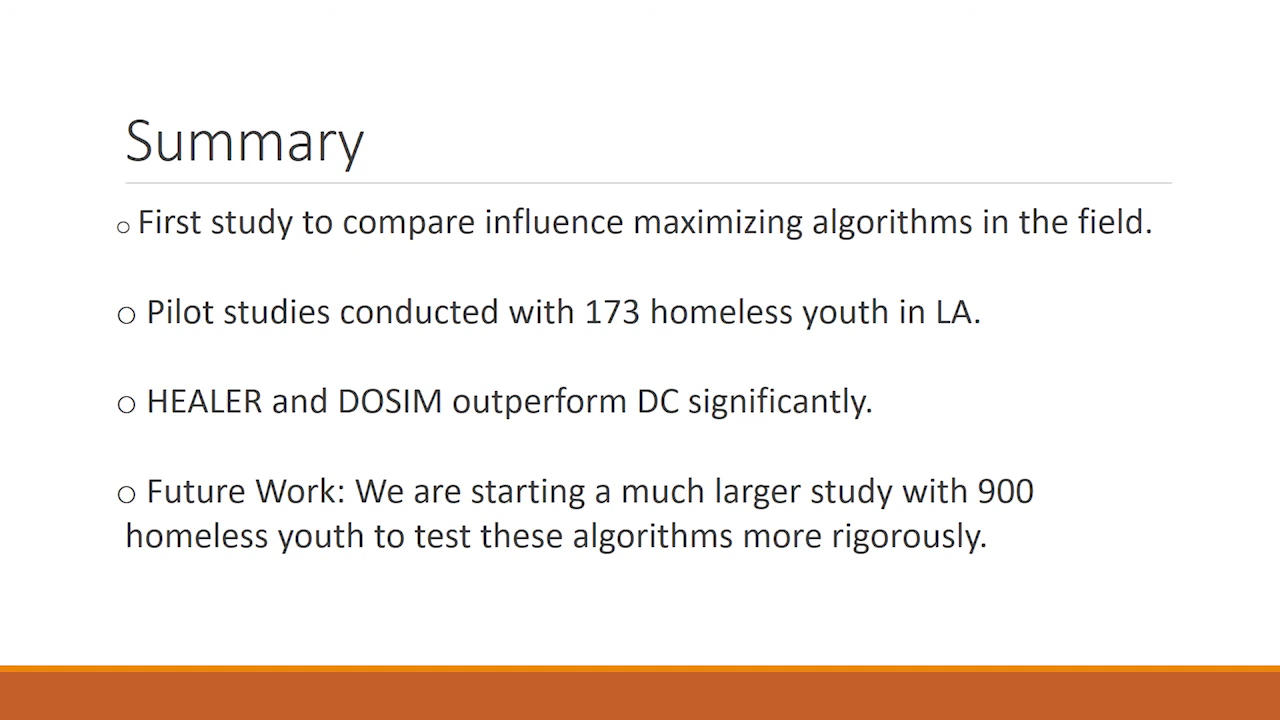 Summary
o First study to compare influence maximizing algorithms in the field.
o Pilot studies conducted with 173 homeless youth in LA.
o HEALER and DOSIM outperform DC significantly.
o Future Work: We are starting a much larger study with 900
homeless youth to test these algorithms more rigorously.